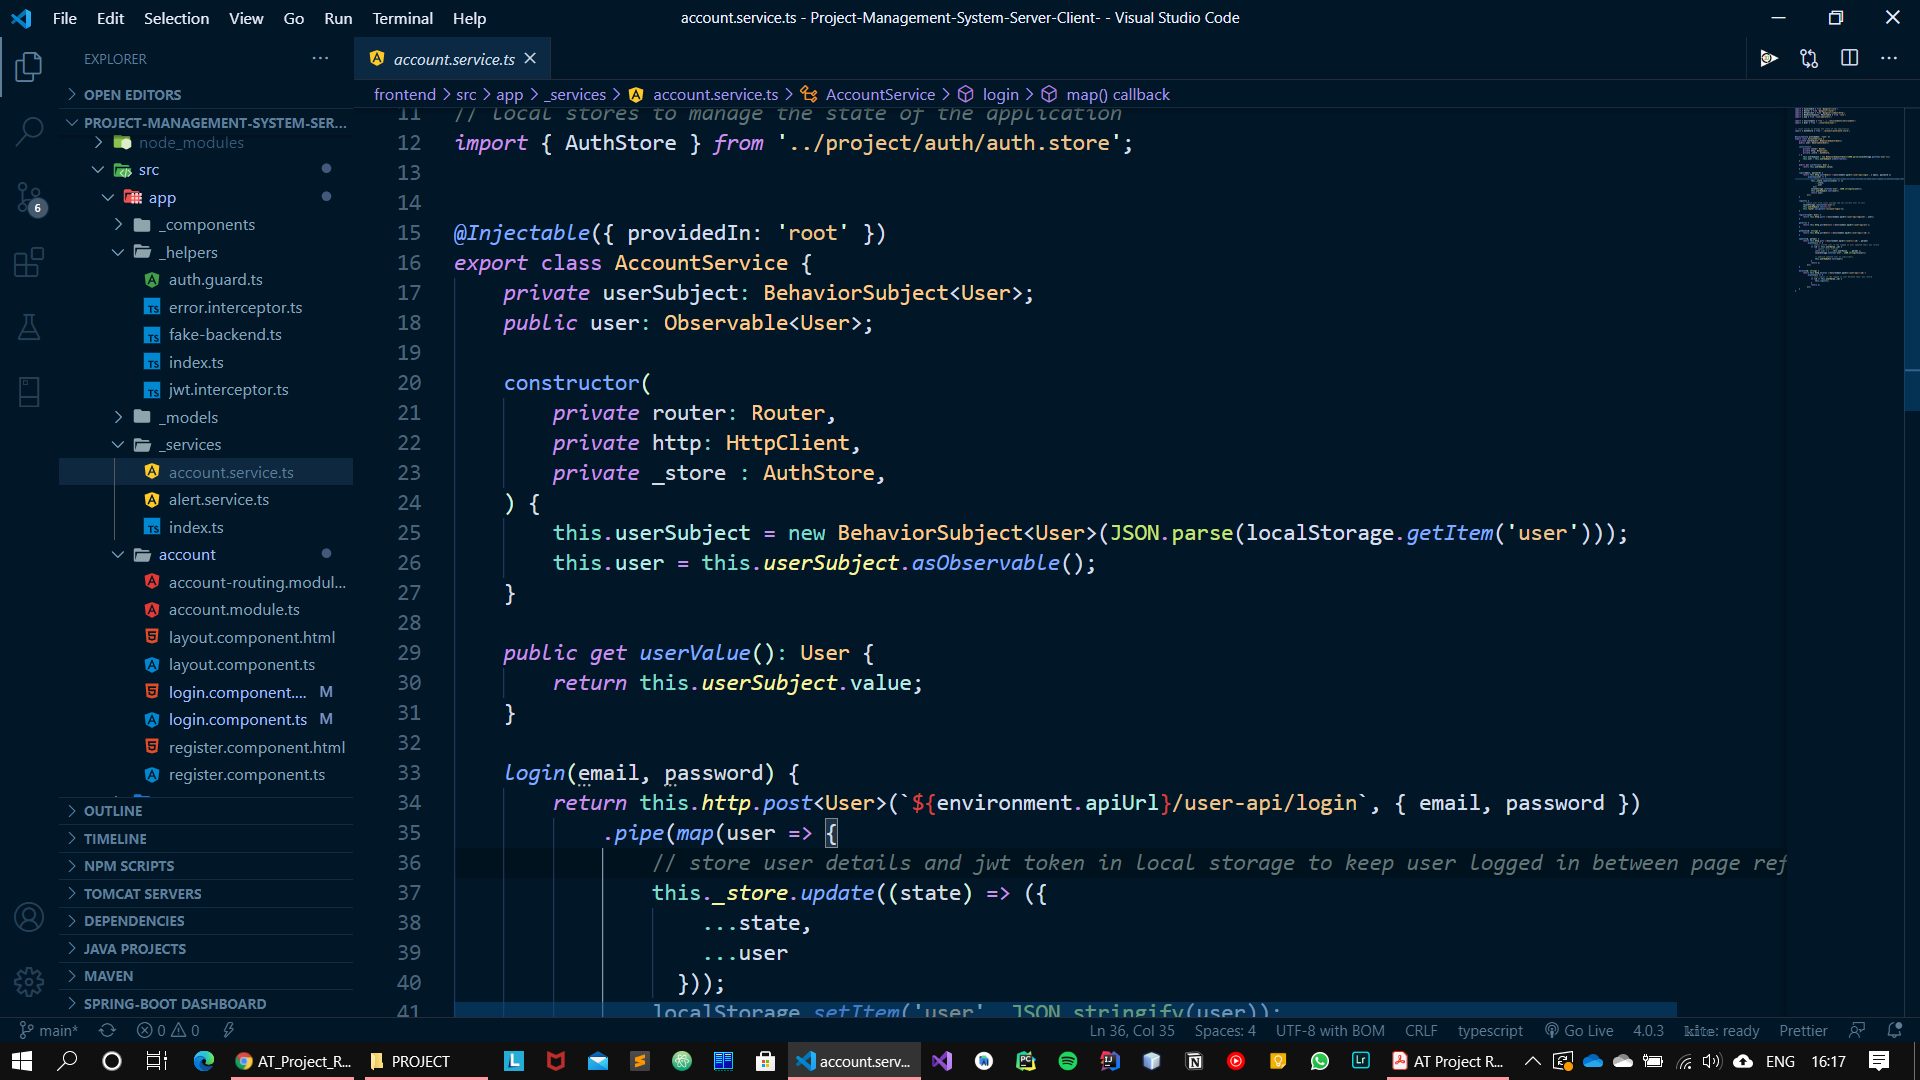 File Edit Selection View Go Run Terminal Help
account.service.ts - Project-Management-System-Server-Client- - Visual Studio Code
EXPLORER
OPEN EDITORS
PROJECT-MANAGEMENT-SYSTEM-SER...
node_modules
src
app
_components
_helpers
auth.guard.ts
error.interceptor.ts
fake-backend.ts
index.ts
jwt.interceptor.ts
_models
_services
account.service.ts
alert.service.ts
index.ts
account
account-routing.modul...
account.module.ts
layout.component.html
layout.component.ts
login.component.... M
login.component.ts M
register.component.html
register.component.ts
OUTLINE
TIMELINE
NPM SCRIPTS
TOMCAT SERVERS
DEPENDENCIES
JAVA PROJECTS
MAVEN
SPRING-BOOT DASHBOARD
6
account.service.ts
frontend > src > app > _services > account.service.ts > AccountService > login > map() callback
11 // local stores to manage the state of the application
12 import { AuthStore } from '../project/auth/auth.store';
13
14
15 @Injectable({ providedIn: 'root' })
16 export class AccountService {
17 private userSubject: BehaviorSubject<User>;
18 public user: Observable<User>;
19
20 constructor(
21 private router: Router,
22 private http: HttpClient,
23 private _store : AuthStore,
24 ) {
25 this.userSubject = new BehaviorSubject<User>(JSON.parse(localStorage.getItem('user')));
26 this.user = this.userSubject.asObservable();
27 }
28
29 public get userValue(): User {
30 return this.userSubject.value;
31 }
32
33 login(email, password) {
34 return this.http.post<User>(`${environment.apiUrl}/user-api/login`, { email, password })
35 .pipe(map(user => {
36 // store user details and jwt token in local storage to keep user logged in between page ref
37 this._store.update((state) => ({
38 ...state,
39 ...user
40 }));
41 localStorage.setItem('user', JSON.stringify(user));
main* 0 0 Ln 36, Col 35 Spaces: 4 UTF-8 with BOM CRLF typescript Go Live 4.0.3 kite: ready Prettier
AT_Project_R... PROJECT account.serv... AT Project R... ENG 16:17